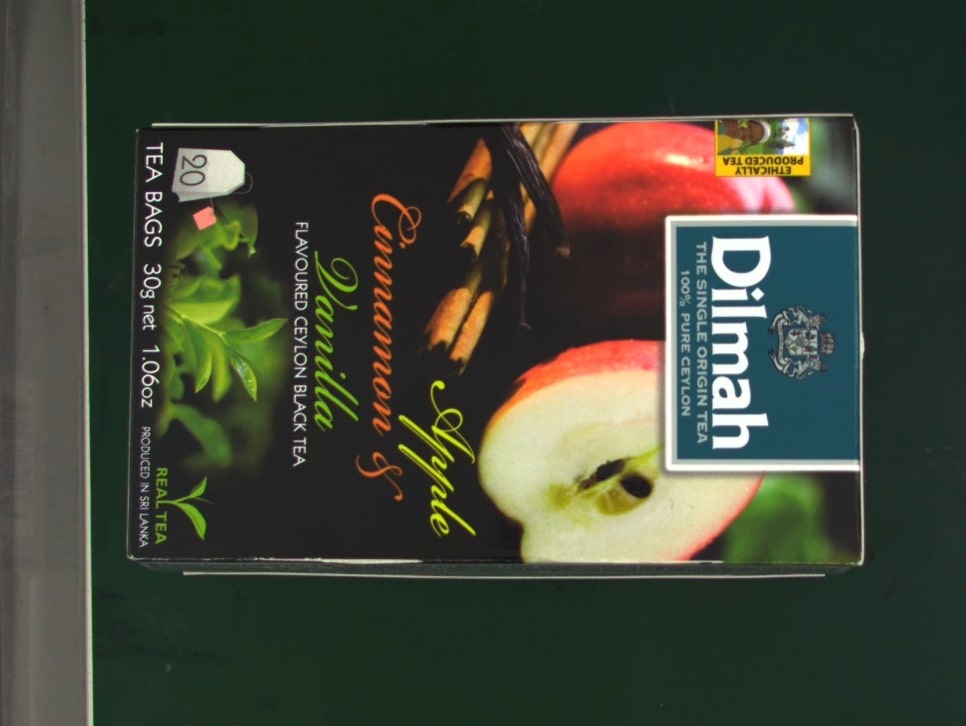 ETHICALLY
PRODUCED TEA
Dilmah
THE SINGLE ORIGIN TEA
100% PURE CEYLON
Apple
Cinnamon &
Vanilla
FLAVOURED CEYLON BLACK TEA
20
TEA BAGS 30g net 1.06oz
REAL TEA
PRODUCED IN SRI LANKA